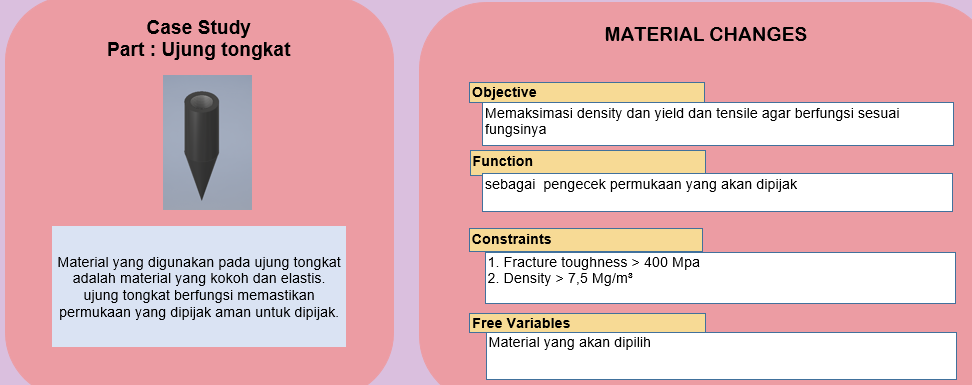 Case Study
Part : Ujung tongkat
Material yang digunakan pada ujung tongkat
adalah material yang kokoh dan elastis.
ujung tongkat berfungsi memastikan
permukaan yang dipijak aman untuk dipijak.
MATERIAL CHANGES
Objective
Memaksimasi density dan yield dan tensile agar berfungsi sesuai
fungsinya
Function
sebagai  pengecek permukaan yang akan dipijak
Constraints
1. Fracture toughness > 400 Mpa
2. Density > 7,5 Mg/m³
Free Variables
Material yang akan dipilih